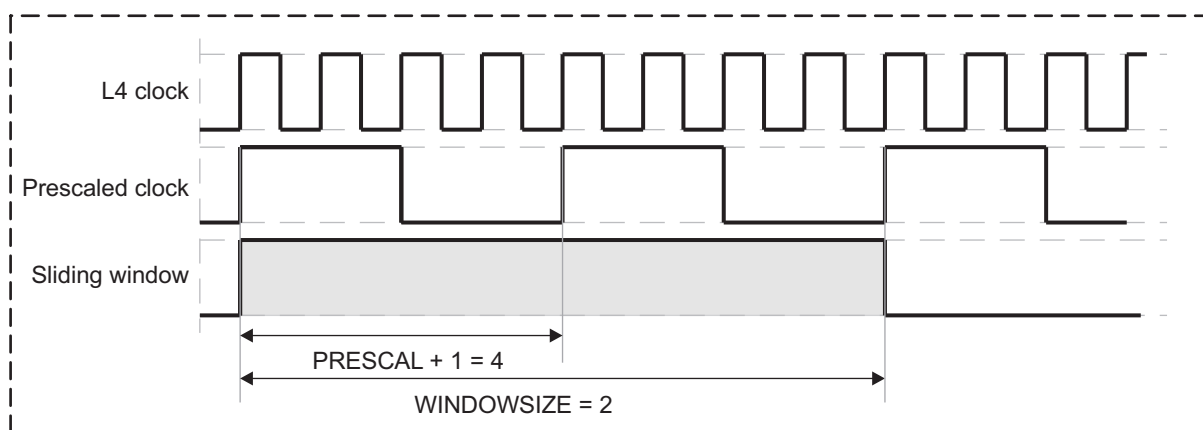 L4 clock
Prescaled clock
Sliding window
PRESCAL + 1 = 4
WINDOWSIZE = 2